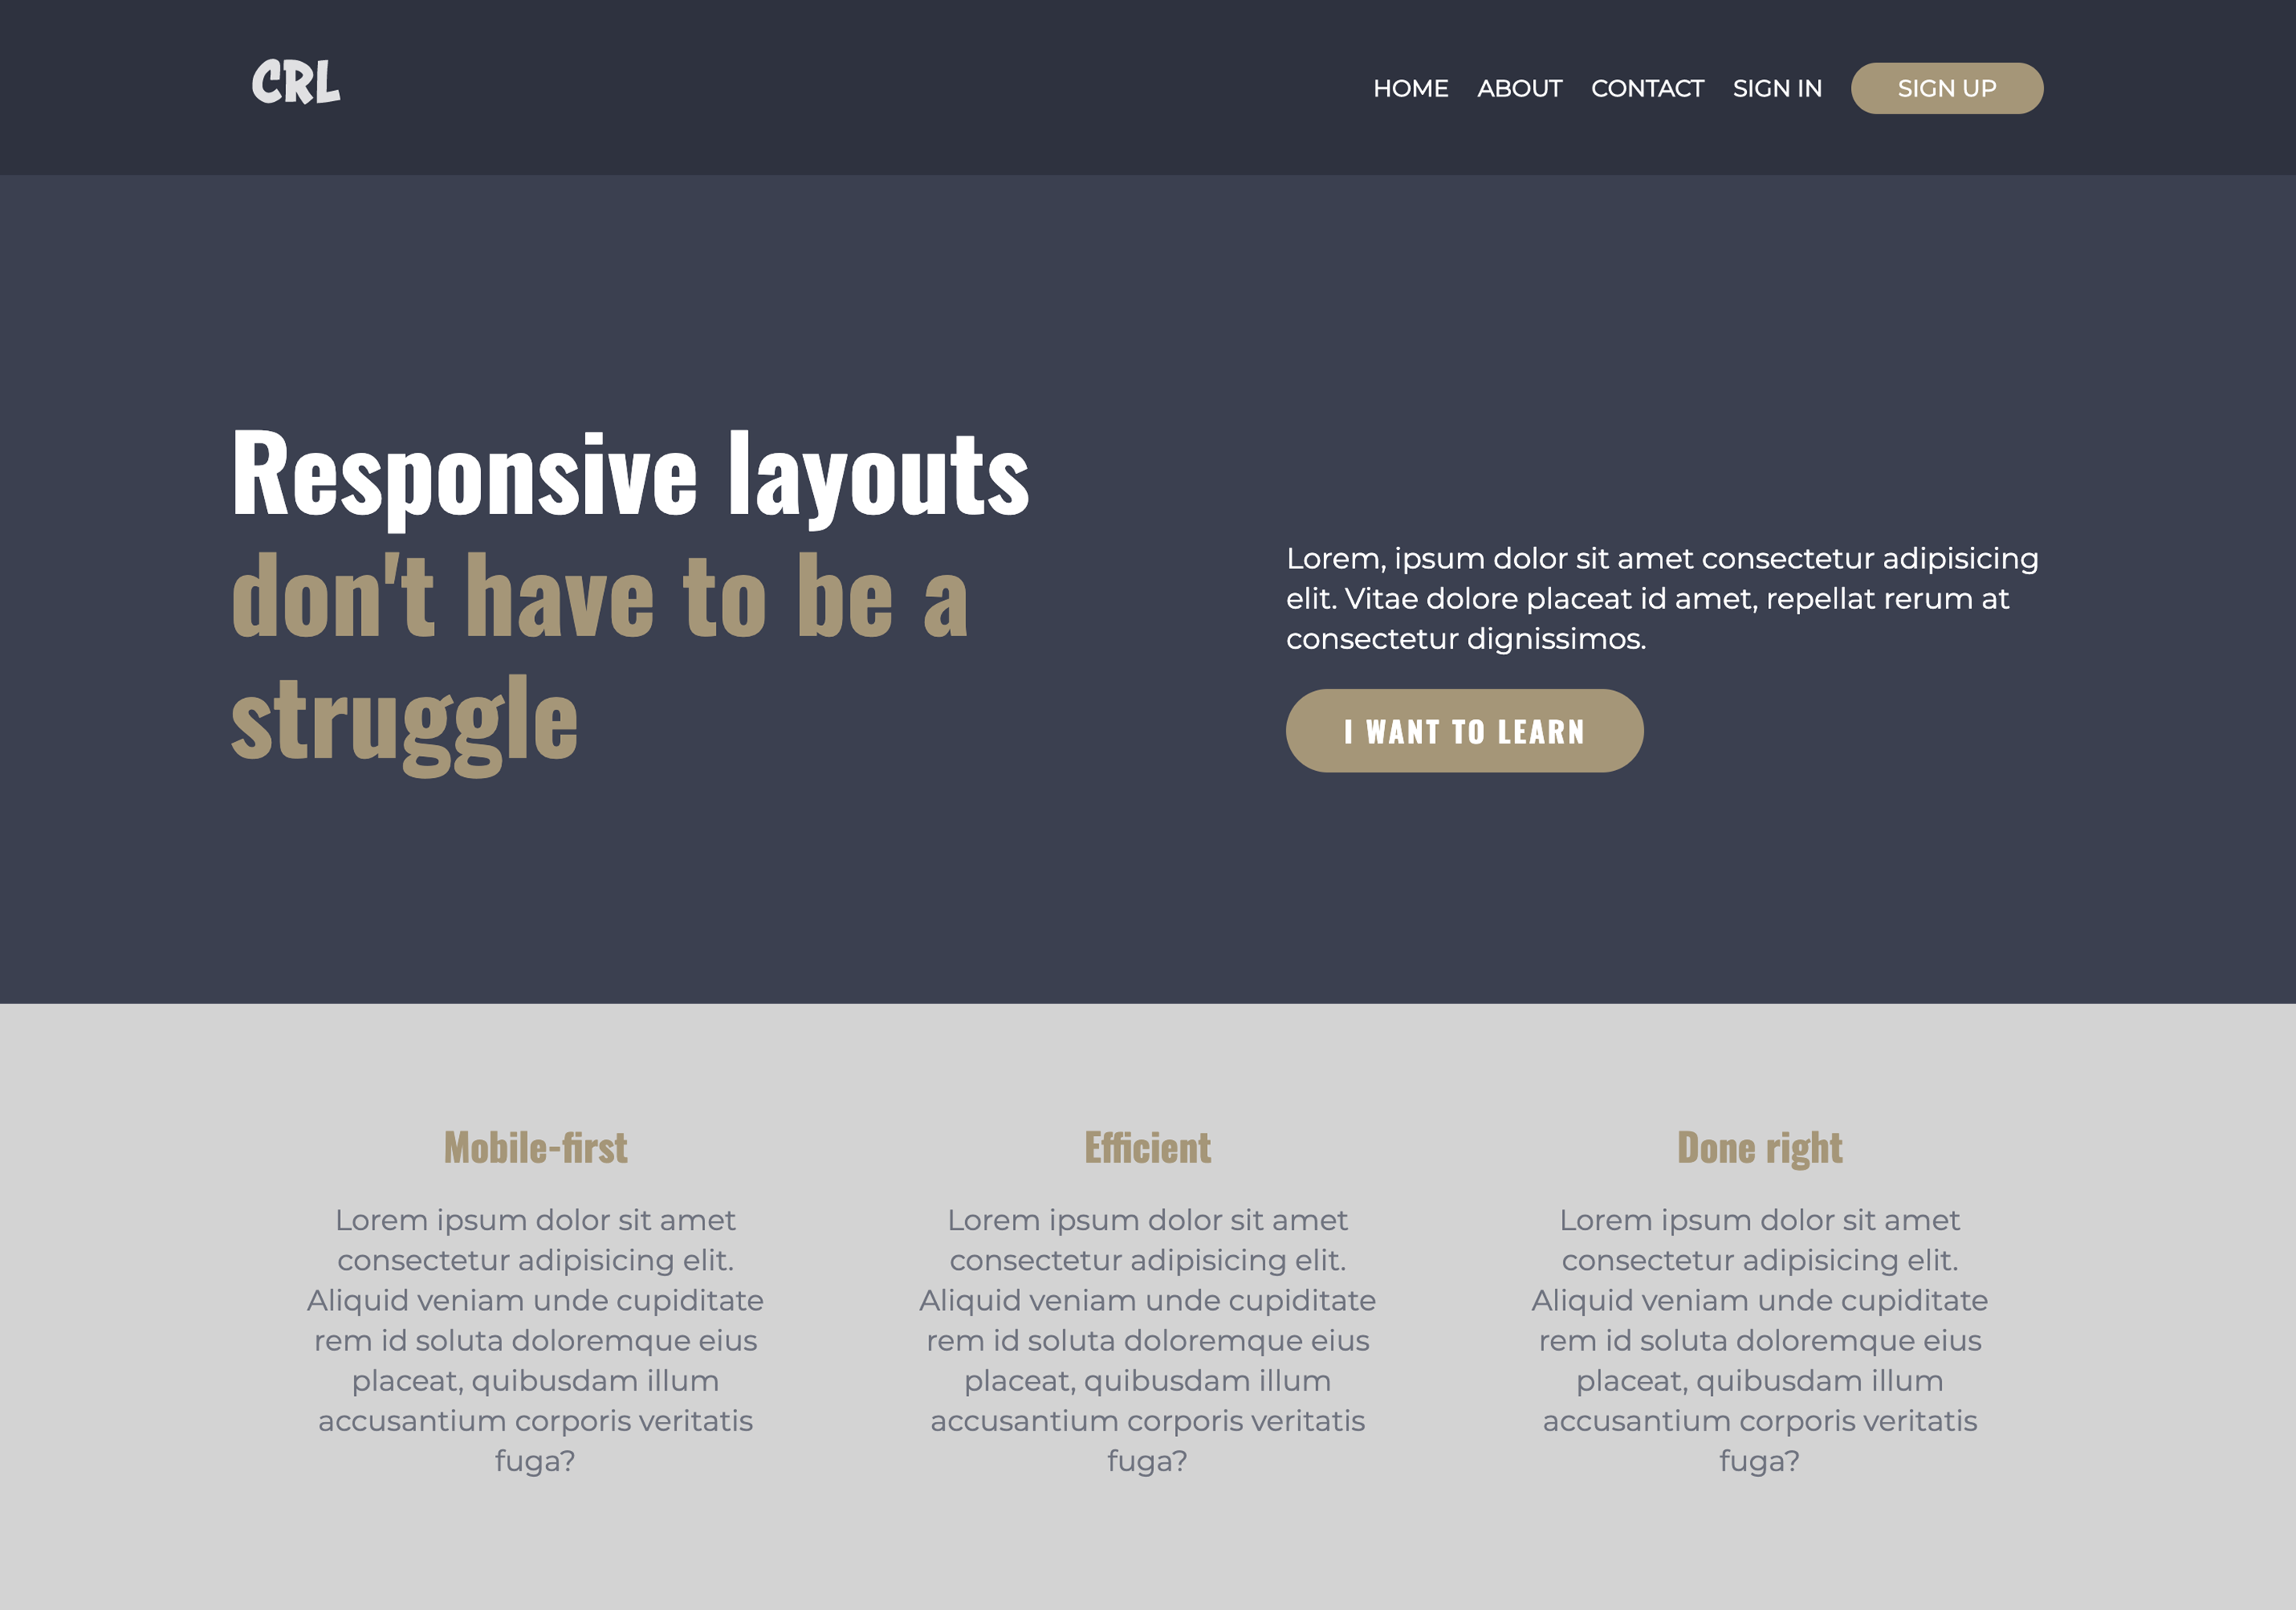 CRL
HOME ABOUT CONTACT SIGN IN SIGN UP
Responsive layouts
don't have to be a
struggle
Lorem, ipsum dolor sit amet consectetur adipisicing
elit. Vitae dolore placeat id amet, repellat rerum at
consectetur dignissimos.
I WANT TO LEARN
Mobile-first
Lorem ipsum dolor sit amet
consectetur adipisicing elit.
Aliquid veniam unde cupiditate
rem id soluta doloremque eius
placeat, quibusdam illum
accusantium corporis veritatis
fuga?
Efficient
Lorem ipsum dolor sit amet
consectetur adipisicing elit.
Aliquid veniam unde cupiditate
rem id soluta doloremque eius
placeat, quibusdam illum
accusantium corporis veritatis
fuga?
Done right
Lorem ipsum dolor sit amet
consectetur adipisicing elit.
Aliquid veniam unde cupiditate
rem id soluta doloremque eius
placeat, quibusdam illum
accusantium corporis veritatis
fuga?